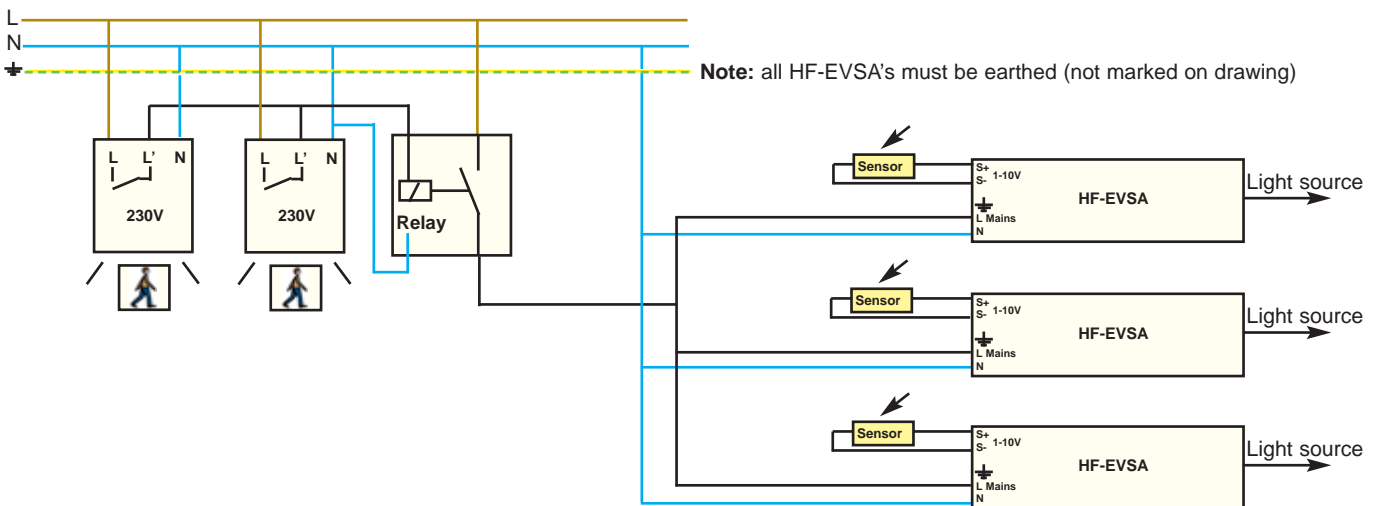 L
N
Note: all HF-EVSA's must be earthed (not marked on drawing)
L L' N
230V
L L' N
230V
Relay
Sensor
S+
S- 1-10V
HF-EVSA
L Mains
N
Light source
Sensor
S+
S- 1-10V
HF-EVSA
L Mains
N
Light source
Sensor
S+
S- 1-10V
HF-EVSA
L Mains
N
Light source